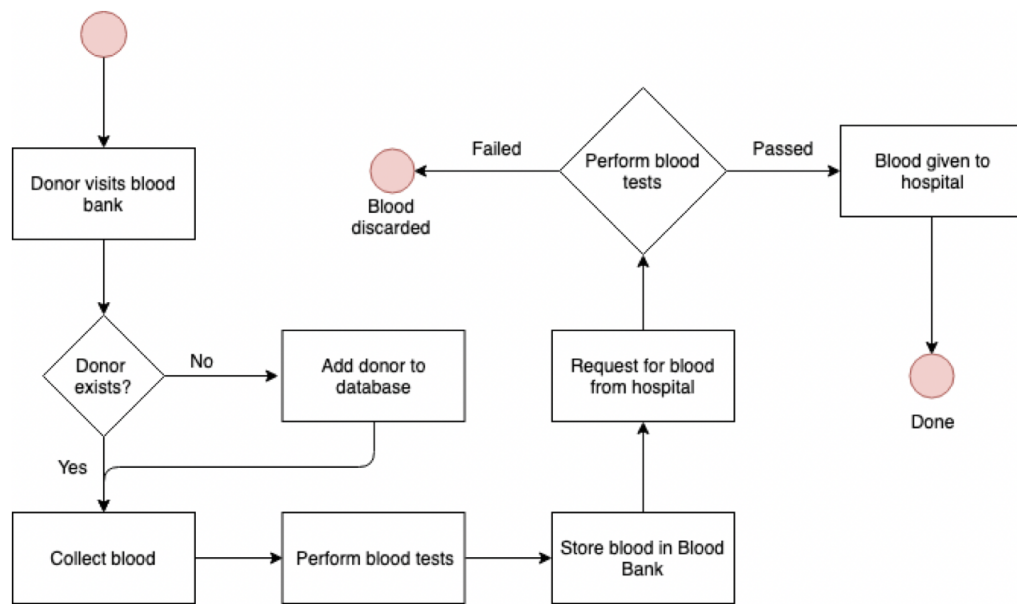 Donor visits blood
bank
Donor
exists?
No
Add donor to
database
Yes
Collect blood
Perform blood tests
Store blood in Blood
Bank
Request for blood
from hospital
Perform blood
tests
Failed
Blood
discarded
Passed
Blood given to
hospital
Done